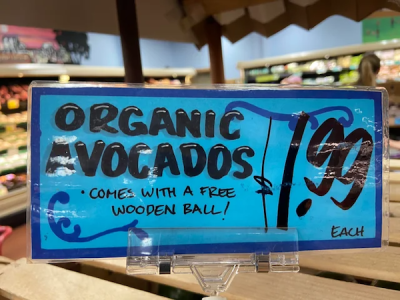 ORGANIC
AVOCADOS
• COMES WITH A FREE
WOODEN BALL!
$1.99
EACH